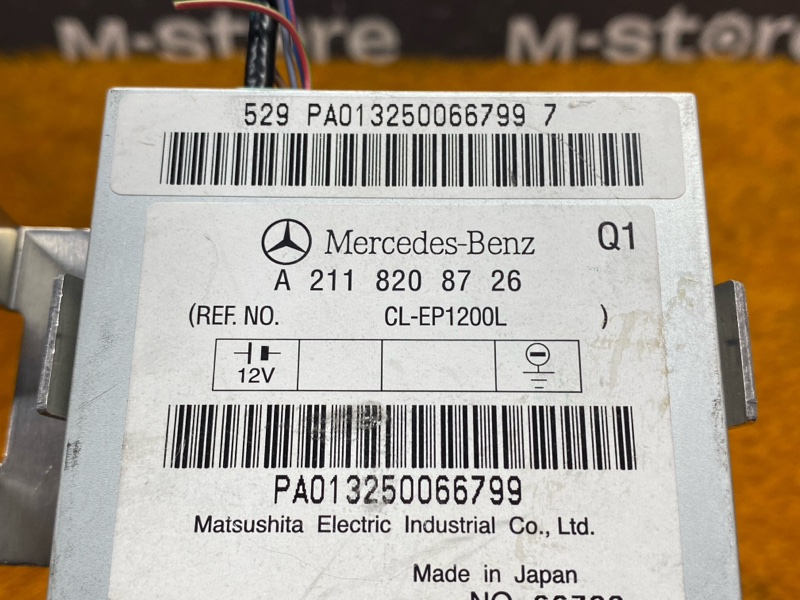 M-store M-store
529 PA013250066799 7
Mercedes-Benz Q1
A 211 820 87 26
(REF. NO. CL-EP1200L )
12V
PA013250066799
Matsushita Electric Industrial Co., Ltd.
Made in Japan
NO.